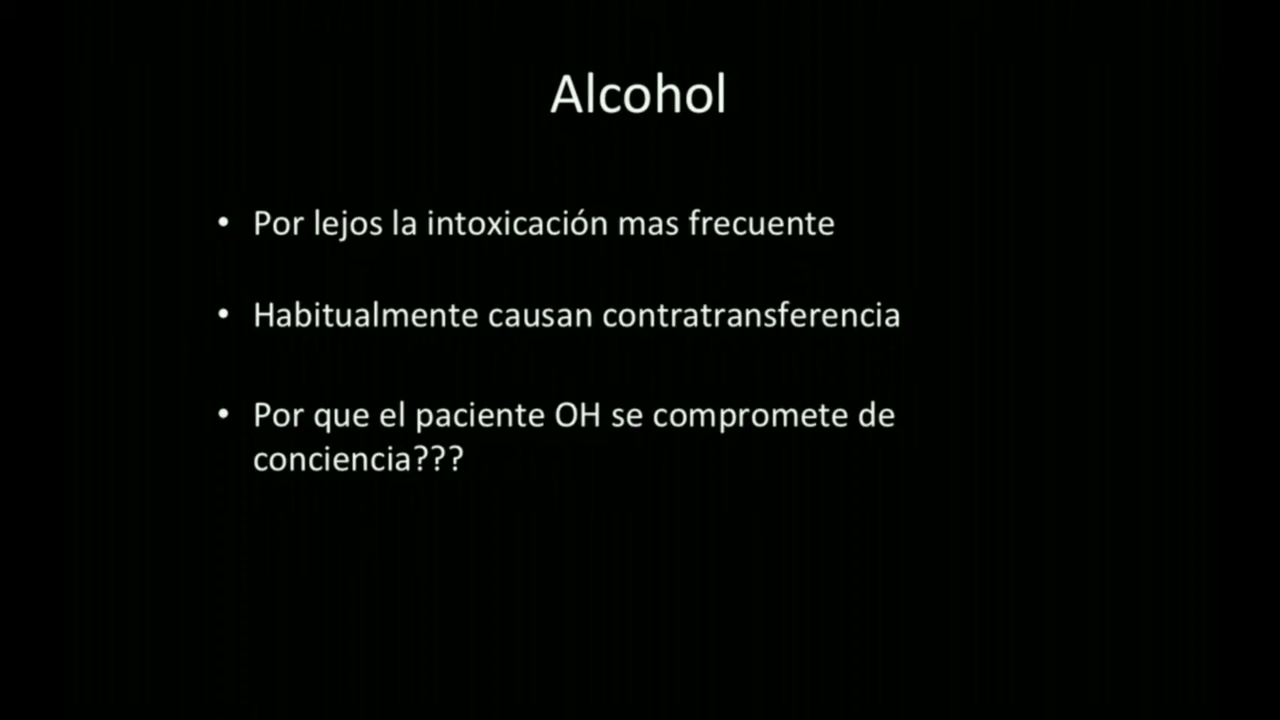 Alcohol
• Por lejos la intoxicación mas frecuente
• Habitualmente causan contratransferencia
• Por que el paciente OH se compromete de
conciencia???